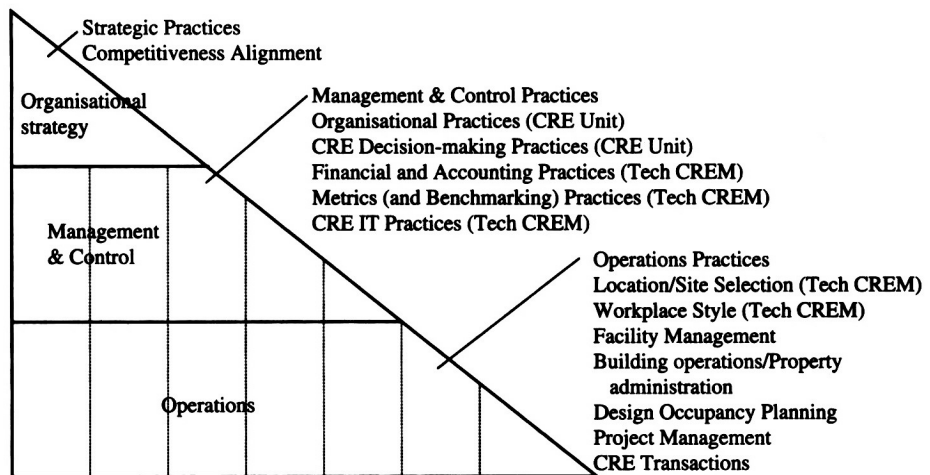 Strategic Practices
Competitiveness Alignment
Organisational
strategy
Management & Control Practices
Organisational Practices (CRE Unit)
CRE Decision-making Practices (CRE Unit)
Financial and Accounting Practices (Tech CREM)
Metrics (and Benchmarking) Practices (Tech CREM)
CRE IT Practices (Tech CREM)
Management
& Control
Operations Practices
Location/Site Selection (Tech CREM)
Workplace Style (Tech CREM)
Facility Management
Building operations/Property
administration
Design Occupancy Planning
Project Management
CRE Transactions
Operations